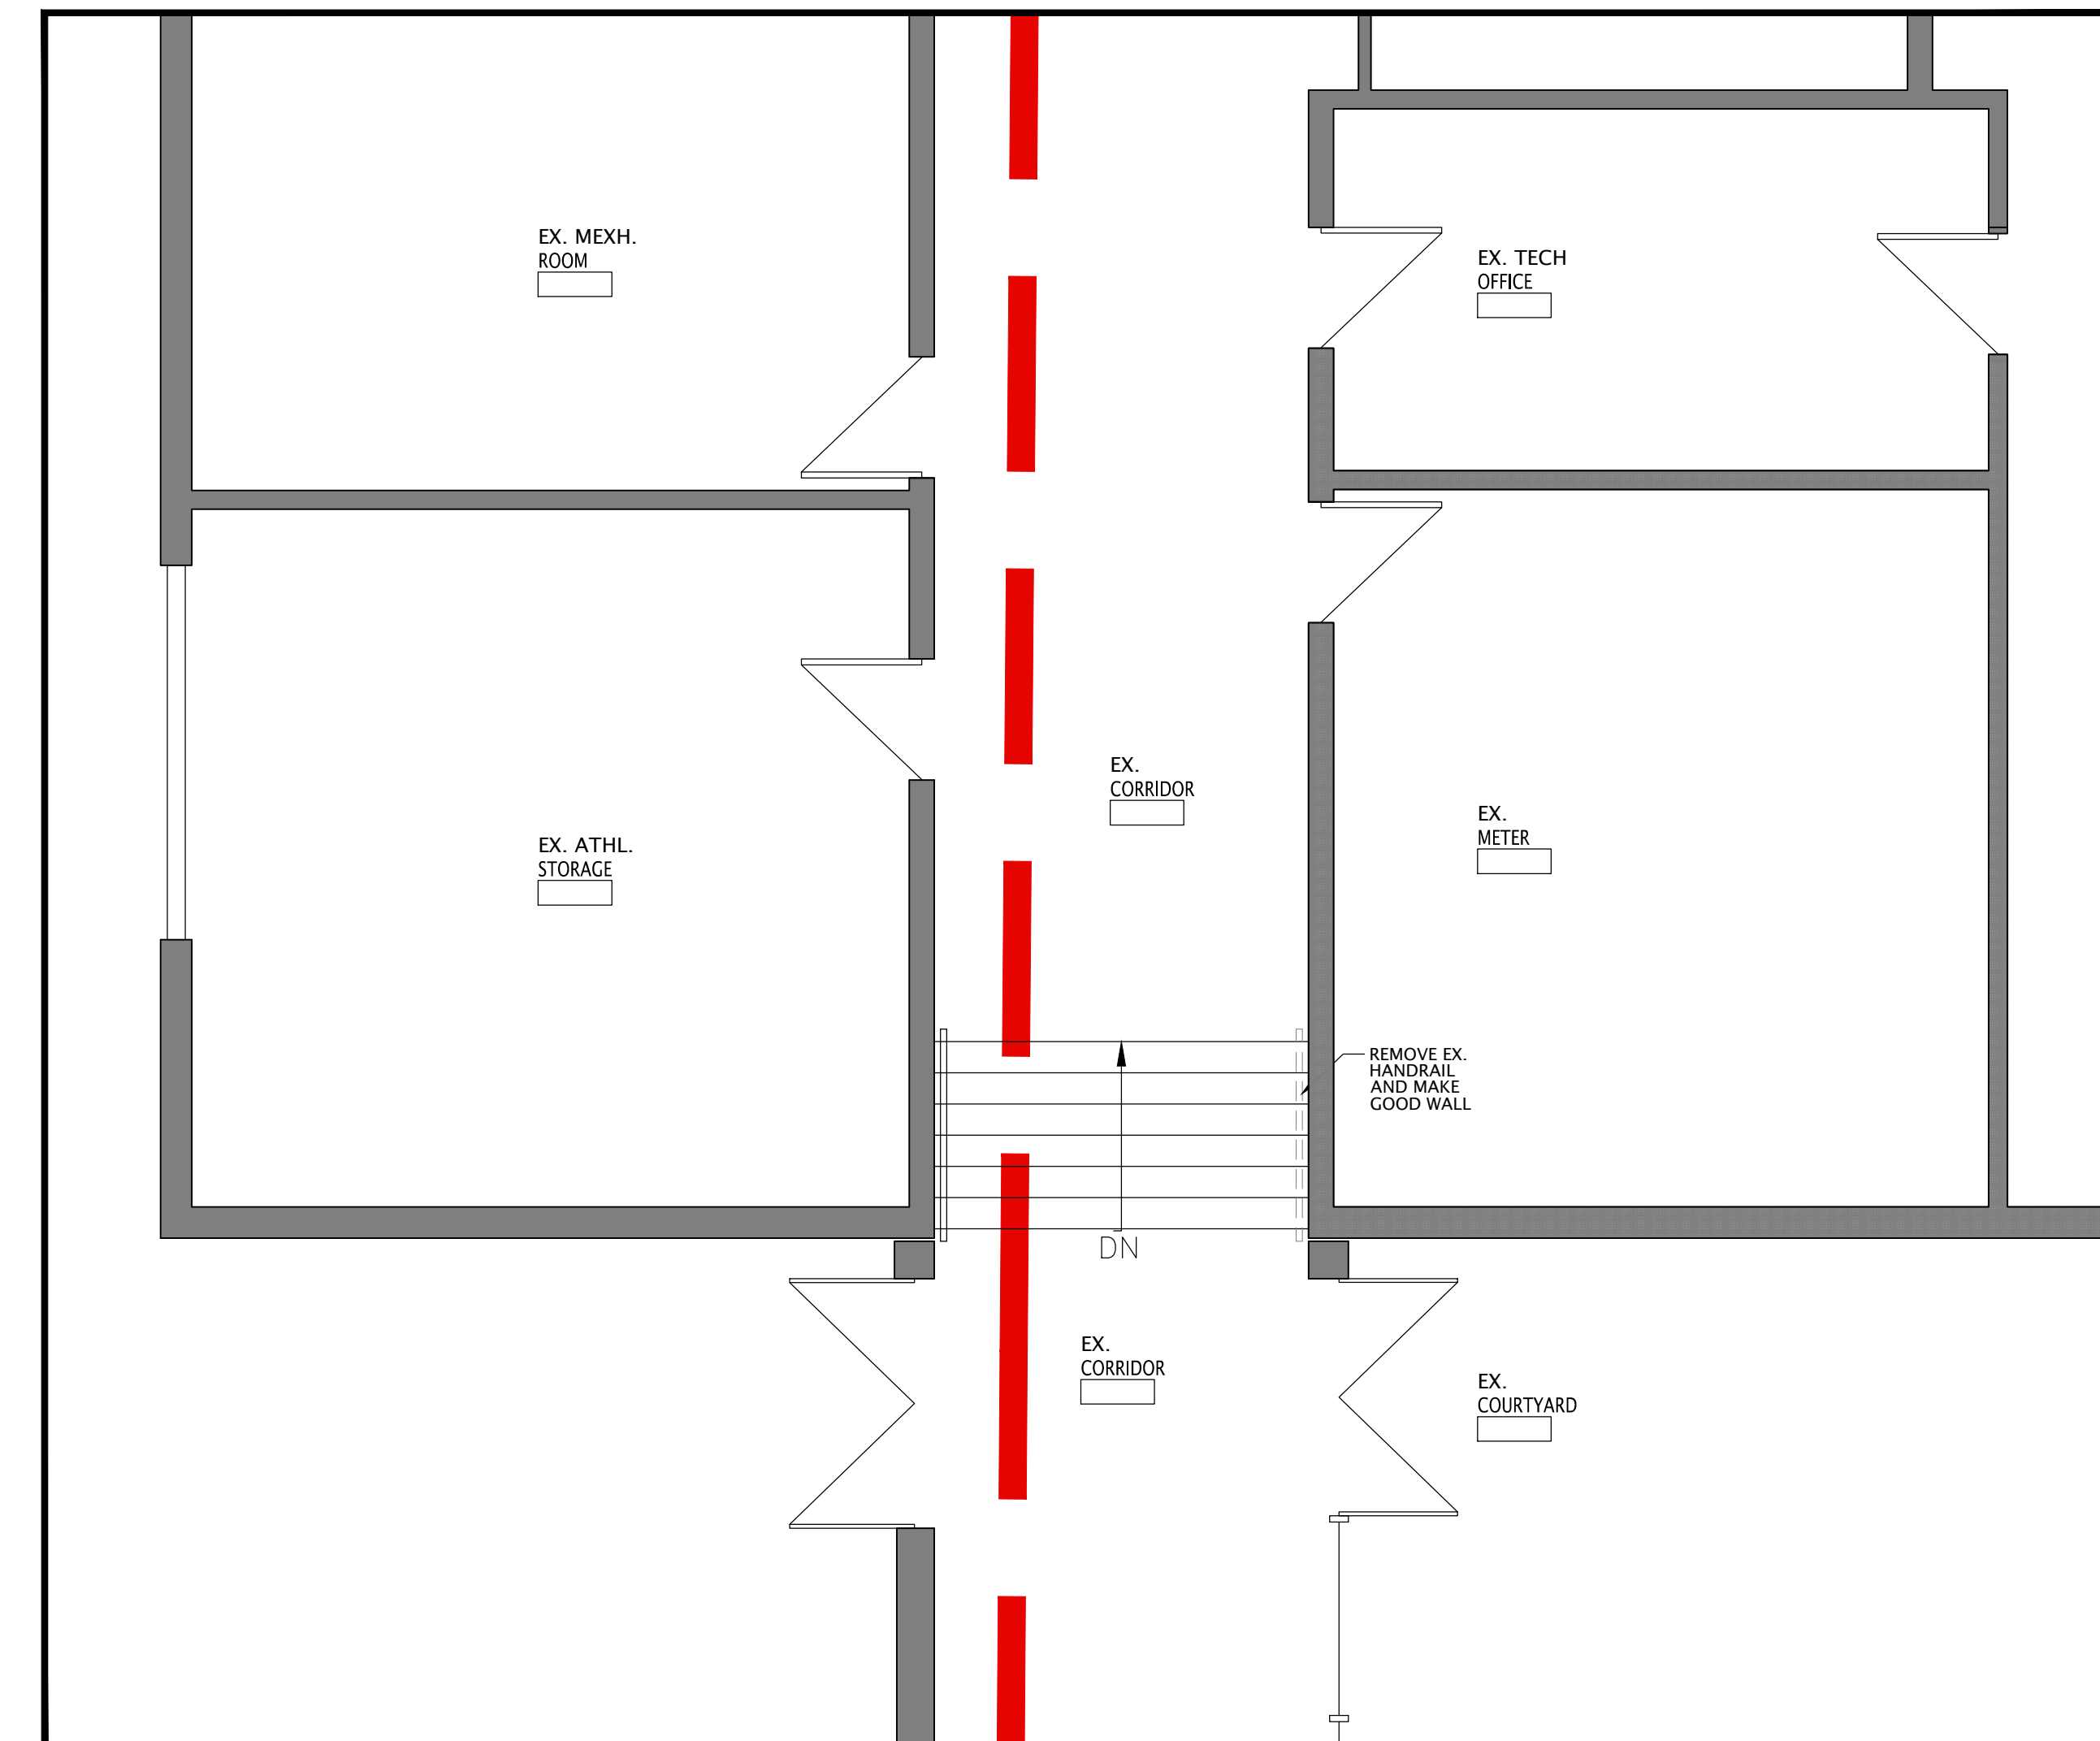 EX. MEXH.
ROOM
EX. TECH
OFFICE
EX.
CORRIDOR
EX.
METER
EX. ATHL.
STORAGE
REMOVE EX.
HANDRAIL
AND MAKE
GOOD WALL
DN
EX.
CORRIDOR
EX.
COURTYARD